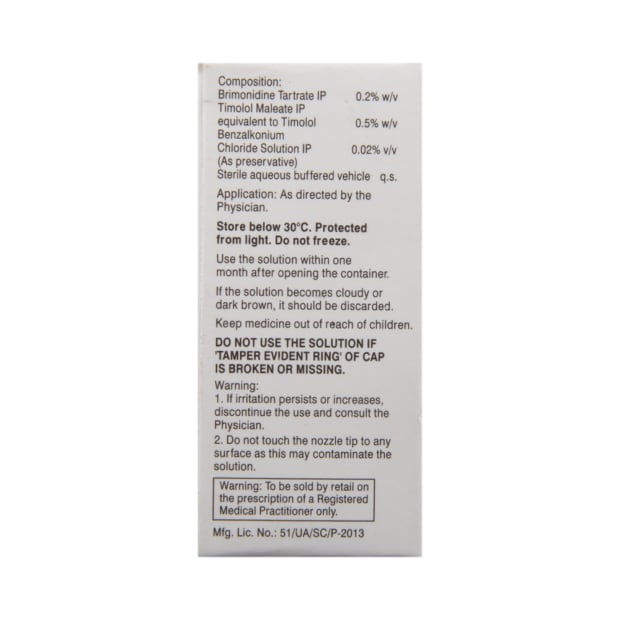 Composition:
Brimonidine Tartrate IP 0.2% w/v
Timolol Maleate IP
equivalent to Timolol 0.5% w/v
Benzalkonium
Chloride Solution IP 0.02% v/v
(As preservative)
Sterile aqueous buffered vehicle q.s.
Application: As directed by the
Physician.
Store below 30°C. Protected
from light. Do not freeze.
Use the solution within one
month after opening the container.
If the solution becomes cloudy or
dark brown, it should be discarded.
Keep medicine out of reach of children.
DO NOT USE THE SOLUTION IF
'TAMPER EVIDENT RING' OF CAP
IS BROKEN OR MISSING.
Warning:
1. If irritation persists or increases,
discontinue the use and consult the
Physician.
2. Do not touch the nozzle tip to any
surface as this may contaminate the
solution.
Warning: To be sold by retail on
the prescription of a Registered
Medical Practitioner only.
Mfg. Lic. No.: 51/UA/SC/P-2013